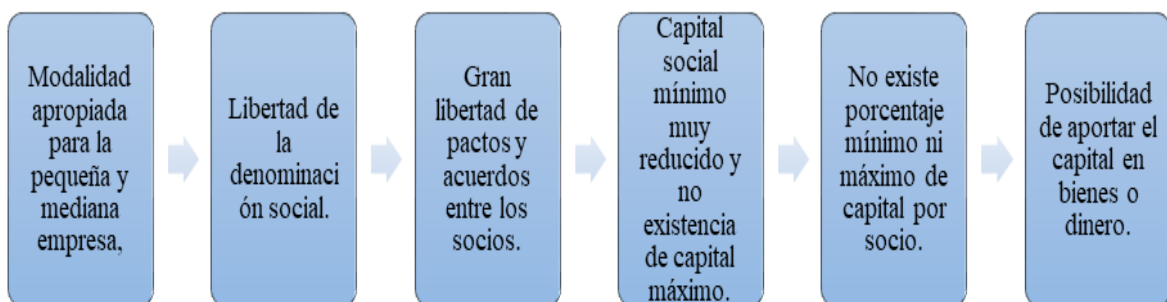 Modalidad
apropiada
para la
pequeña y
mediana
empresa,
Libertad de
la
denominaci
ón social.
Gran
libertad de
pactos y
acuerdos
entre los
socios.
Capital
social
mínimo
muy
reducido y
no
existencia
de capital
máximo.
No existe
porcentaje
mínimo ni
máximo de
capital por
socio.
Posibilidad
de aportar el
capital en
bienes o
dinero.